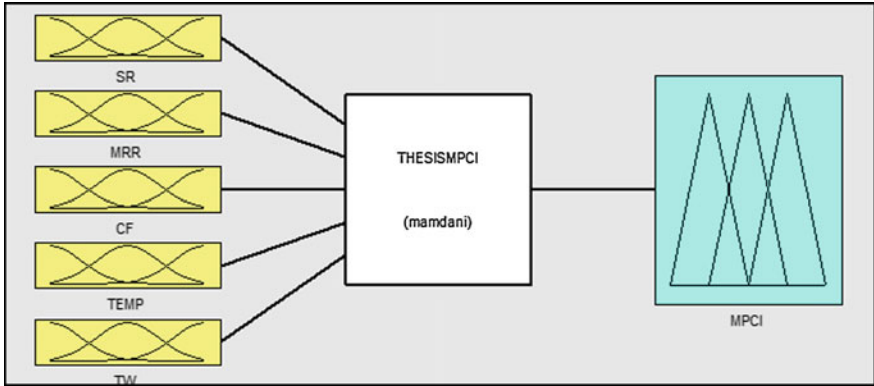 SR
MRR
CF
TEMP
TW
THESISMPCI
(mamdani)
MPCI